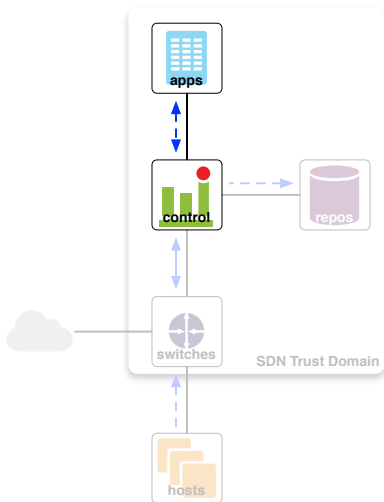 apps
control
repos
switches
SDN Trust Domain
hosts